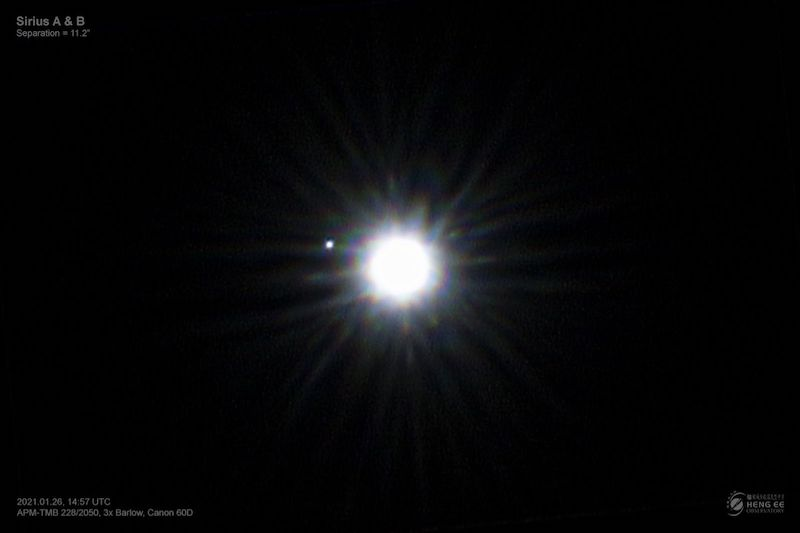 Sirius A & B
Separation = 11.2"
2021.01.26, 14:57 UTC
APM-TMB 228/2050, 3x Barlow, Canon 60D
HENG EE
OBSERVATORY